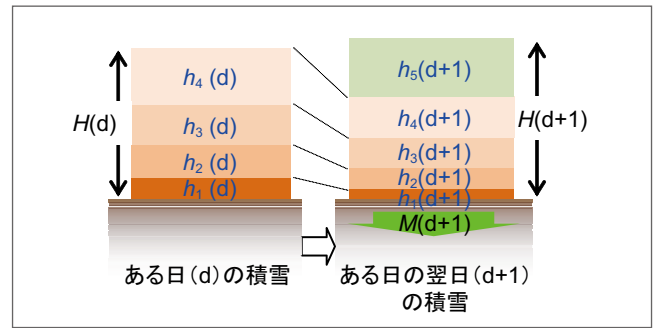 h₄ (d)
h₃ (d)
h₂ (d)
h₁ (d)
H(d)
h₅(d+1)
h₄(d+1)
h₃(d+1)
h₂(d+1)
h₁(d+1)
H(d+1)
M(d+1)
ある日(d)の積雪
ある日の翌日(d+1)
の積雪